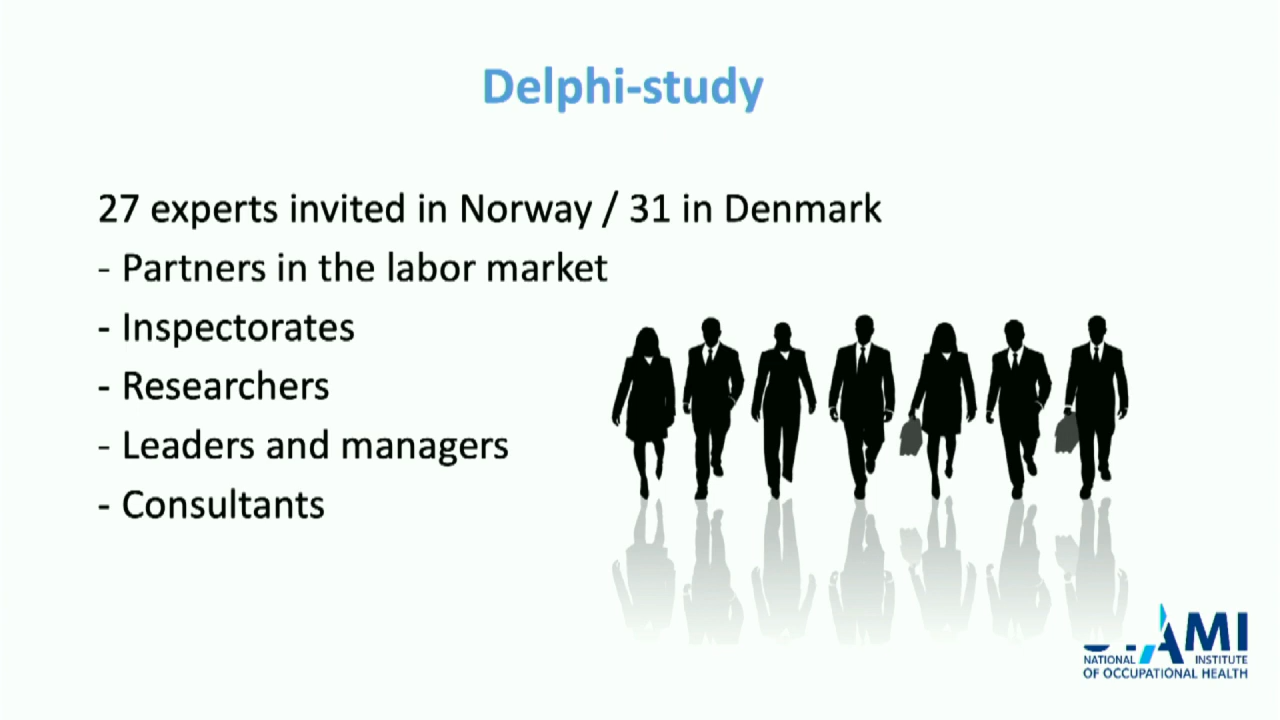 Delphi-study
27 experts invited in Norway / 31 in Denmark
- Partners in the labor market
- Inspectorates
- Researchers
- Leaders and managers
- Consultants
NATIONAL INSTITUTE
OF OCCUPATIONAL HEALTH